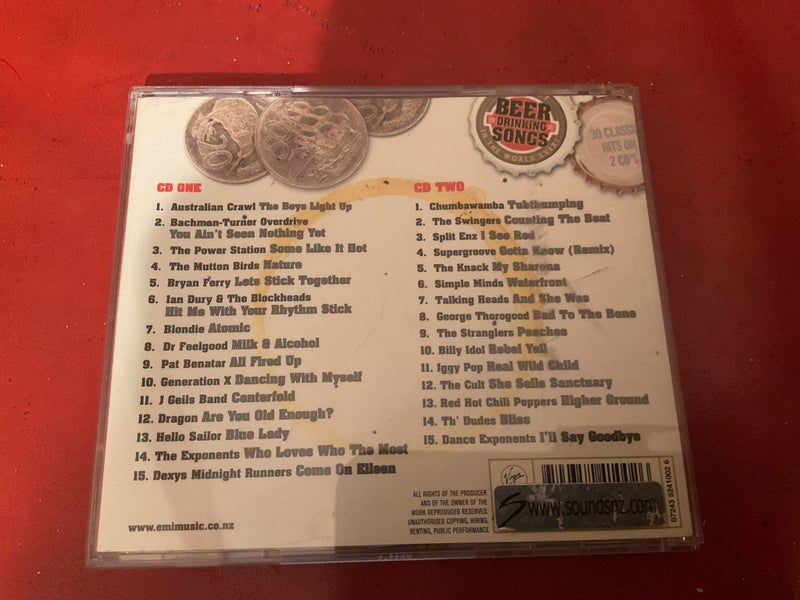 BEER
DRINKING
SONGS
IN THE WORLD EVER!
30 CLASSIC
HITS ON
2 CD'S
20
CD ONE
1. Australian Crawl The Boys Light Up
2. Bachman-Turner Overdrive
You Ain't Seen Nothing Yet
3. The Power Station Some Like It Hot
4. The Mutton Birds Nature
5. Bryan Ferry Lets Stick Together
6. Ian Dury & The Blockheads
Hit Me With Your Rhythm Stick
7. Blondie Atomic
8. Dr Feelgood Milk & Alcohol
9. Pat Benatar All Fired Up
10. Generation X Dancing With Myself
11. J Geils Band Centerfold
12. Dragon Are You Old Enough?
13. Hello Sailor Blue Lady
14. The Exponents Who Loves Who The Most
15. Dexys Midnight Runners Come On Eileen
www.emimusic.co.nz
CD TWO
1. Chumbawamba Tubthumping
2. The Swingers Counting The Beat
3. Split Enz I See Red
4. Supergroove Gotta Know (Remix)
5. The Knack My Sharona
6. Simple Minds Waterfront
7. Talking Heads And She Was
8. George Thorogood Bad To The Bone
9. The Stranglers Peaches
10. Billy Idol Rebel Yell
11. Iggy Pop Real Wild Child
12. The Cult She Sells Sanctuary
13. Red Hot Chili Peppers Higher Ground
14. Th' Dudes Bliss
15. Dance Exponents I'll Say Goodbye
ALL RIGHTS OF THE PRODUCER
AND OF THE OWNER OF THE
WORK REPRODUCED RESERVED.
UNAUTHORISED COPYING, HIRING,
RENTING, PUBLIC PERFORMANCE
Virgin
S www.soundsnz.com
07243 5241002 6